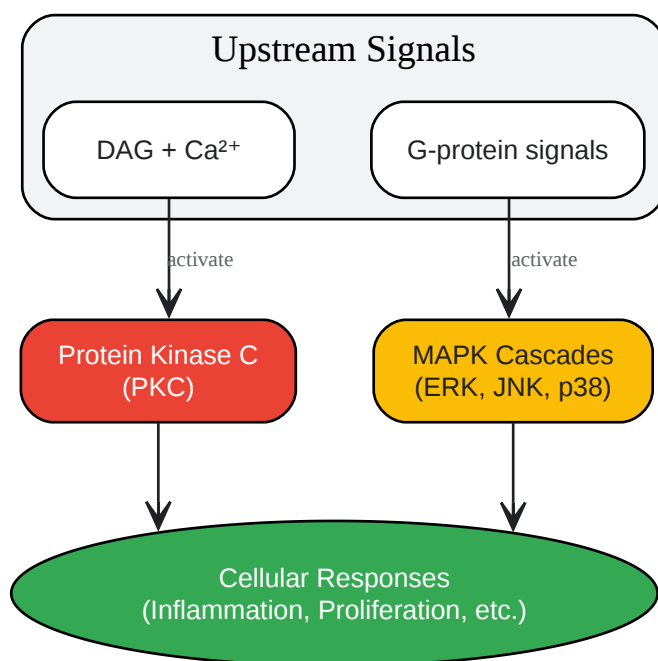 Upstream Signals
DAG + Ca²⁺
G-protein signals
activate
activate
Protein Kinase C
(PKC)
MAPK Cascades
(ERK, JNK, p38)
Cellular Responses
(Inflammation, Proliferation, etc.)